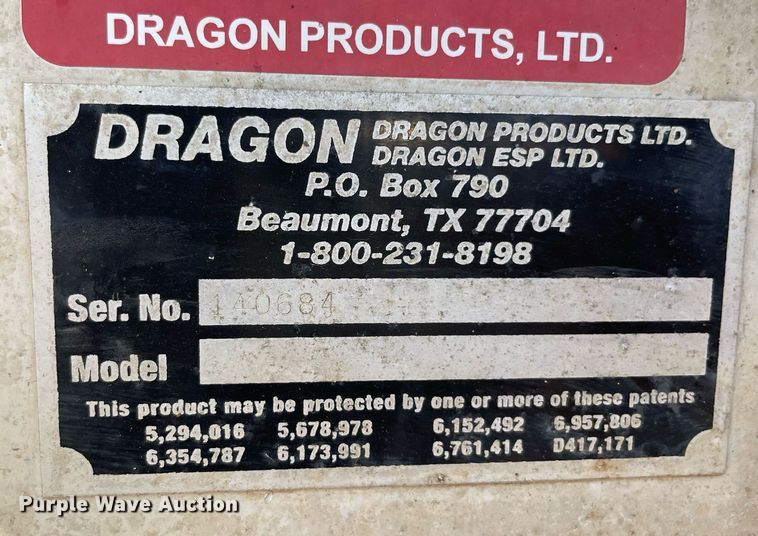 DRAGON PRODUCTS, LTD.
DRAGON DRAGON PRODUCTS LTD.
DRAGON ESP LTD.
P.O. Box 790
Beaumont, TX 77704
1-800-231-8198
Ser. No. 140684
Model
This product may be protected by one or more of these patents
5,294,016 5,678,978 6,152,492 6,957,806
6,354,787 6,173,991 6,761,414 D417,171
Purple Wave Auction